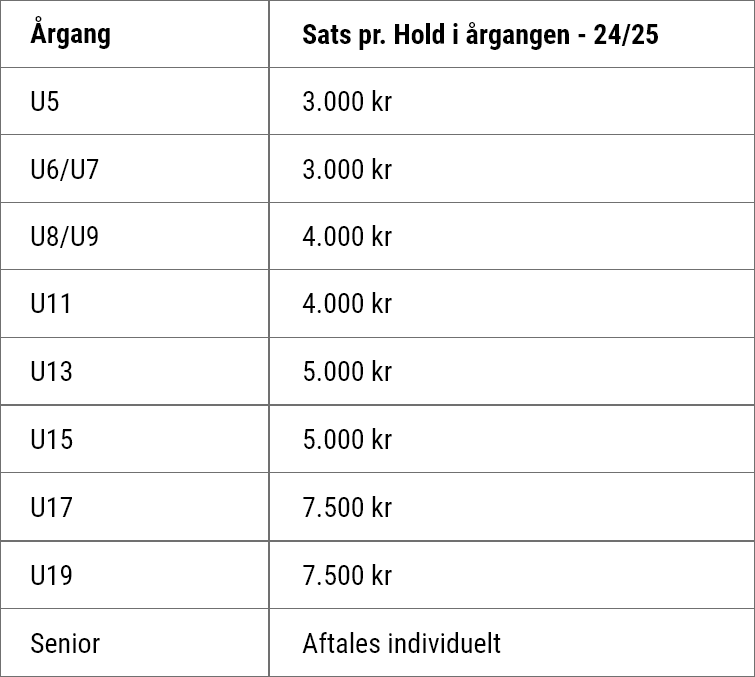 Årgang Sats pr. Hold i årgangen - 24/25
U5 3.000 kr
U6/U7 3.000 kr
U8/U9 4.000 kr
U11 4.000 kr
U13 5.000 kr
U15 5.000 kr
U17 7.500 kr
U19 7.500 kr
Senior Aftales individuelt